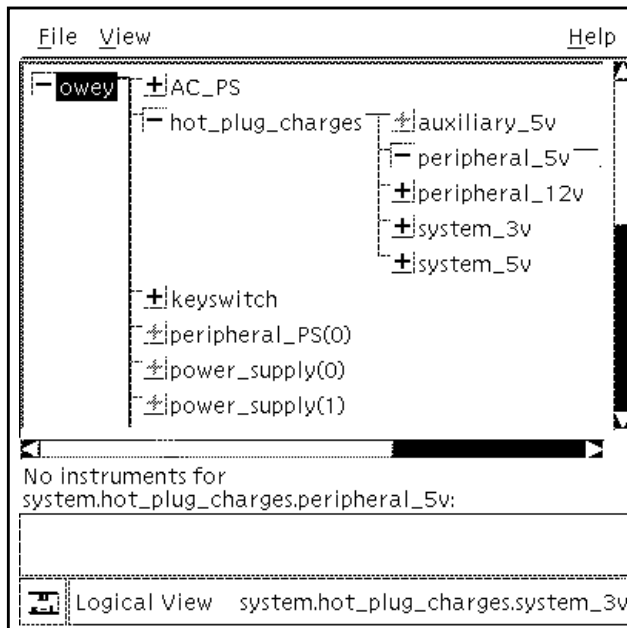 File View Help
owey AC_PS
hot_plug_charges auxiliary_5v
peripheral_5v
peripheral_12v
system_3v
system_5v
keyswitch
peripheral_PS(0)
power_supply(0)
power_supply(1)
No instruments for
system.hot_plug_charges.peripheral_5v:
Logical View system.hot_plug_charges.system_3v